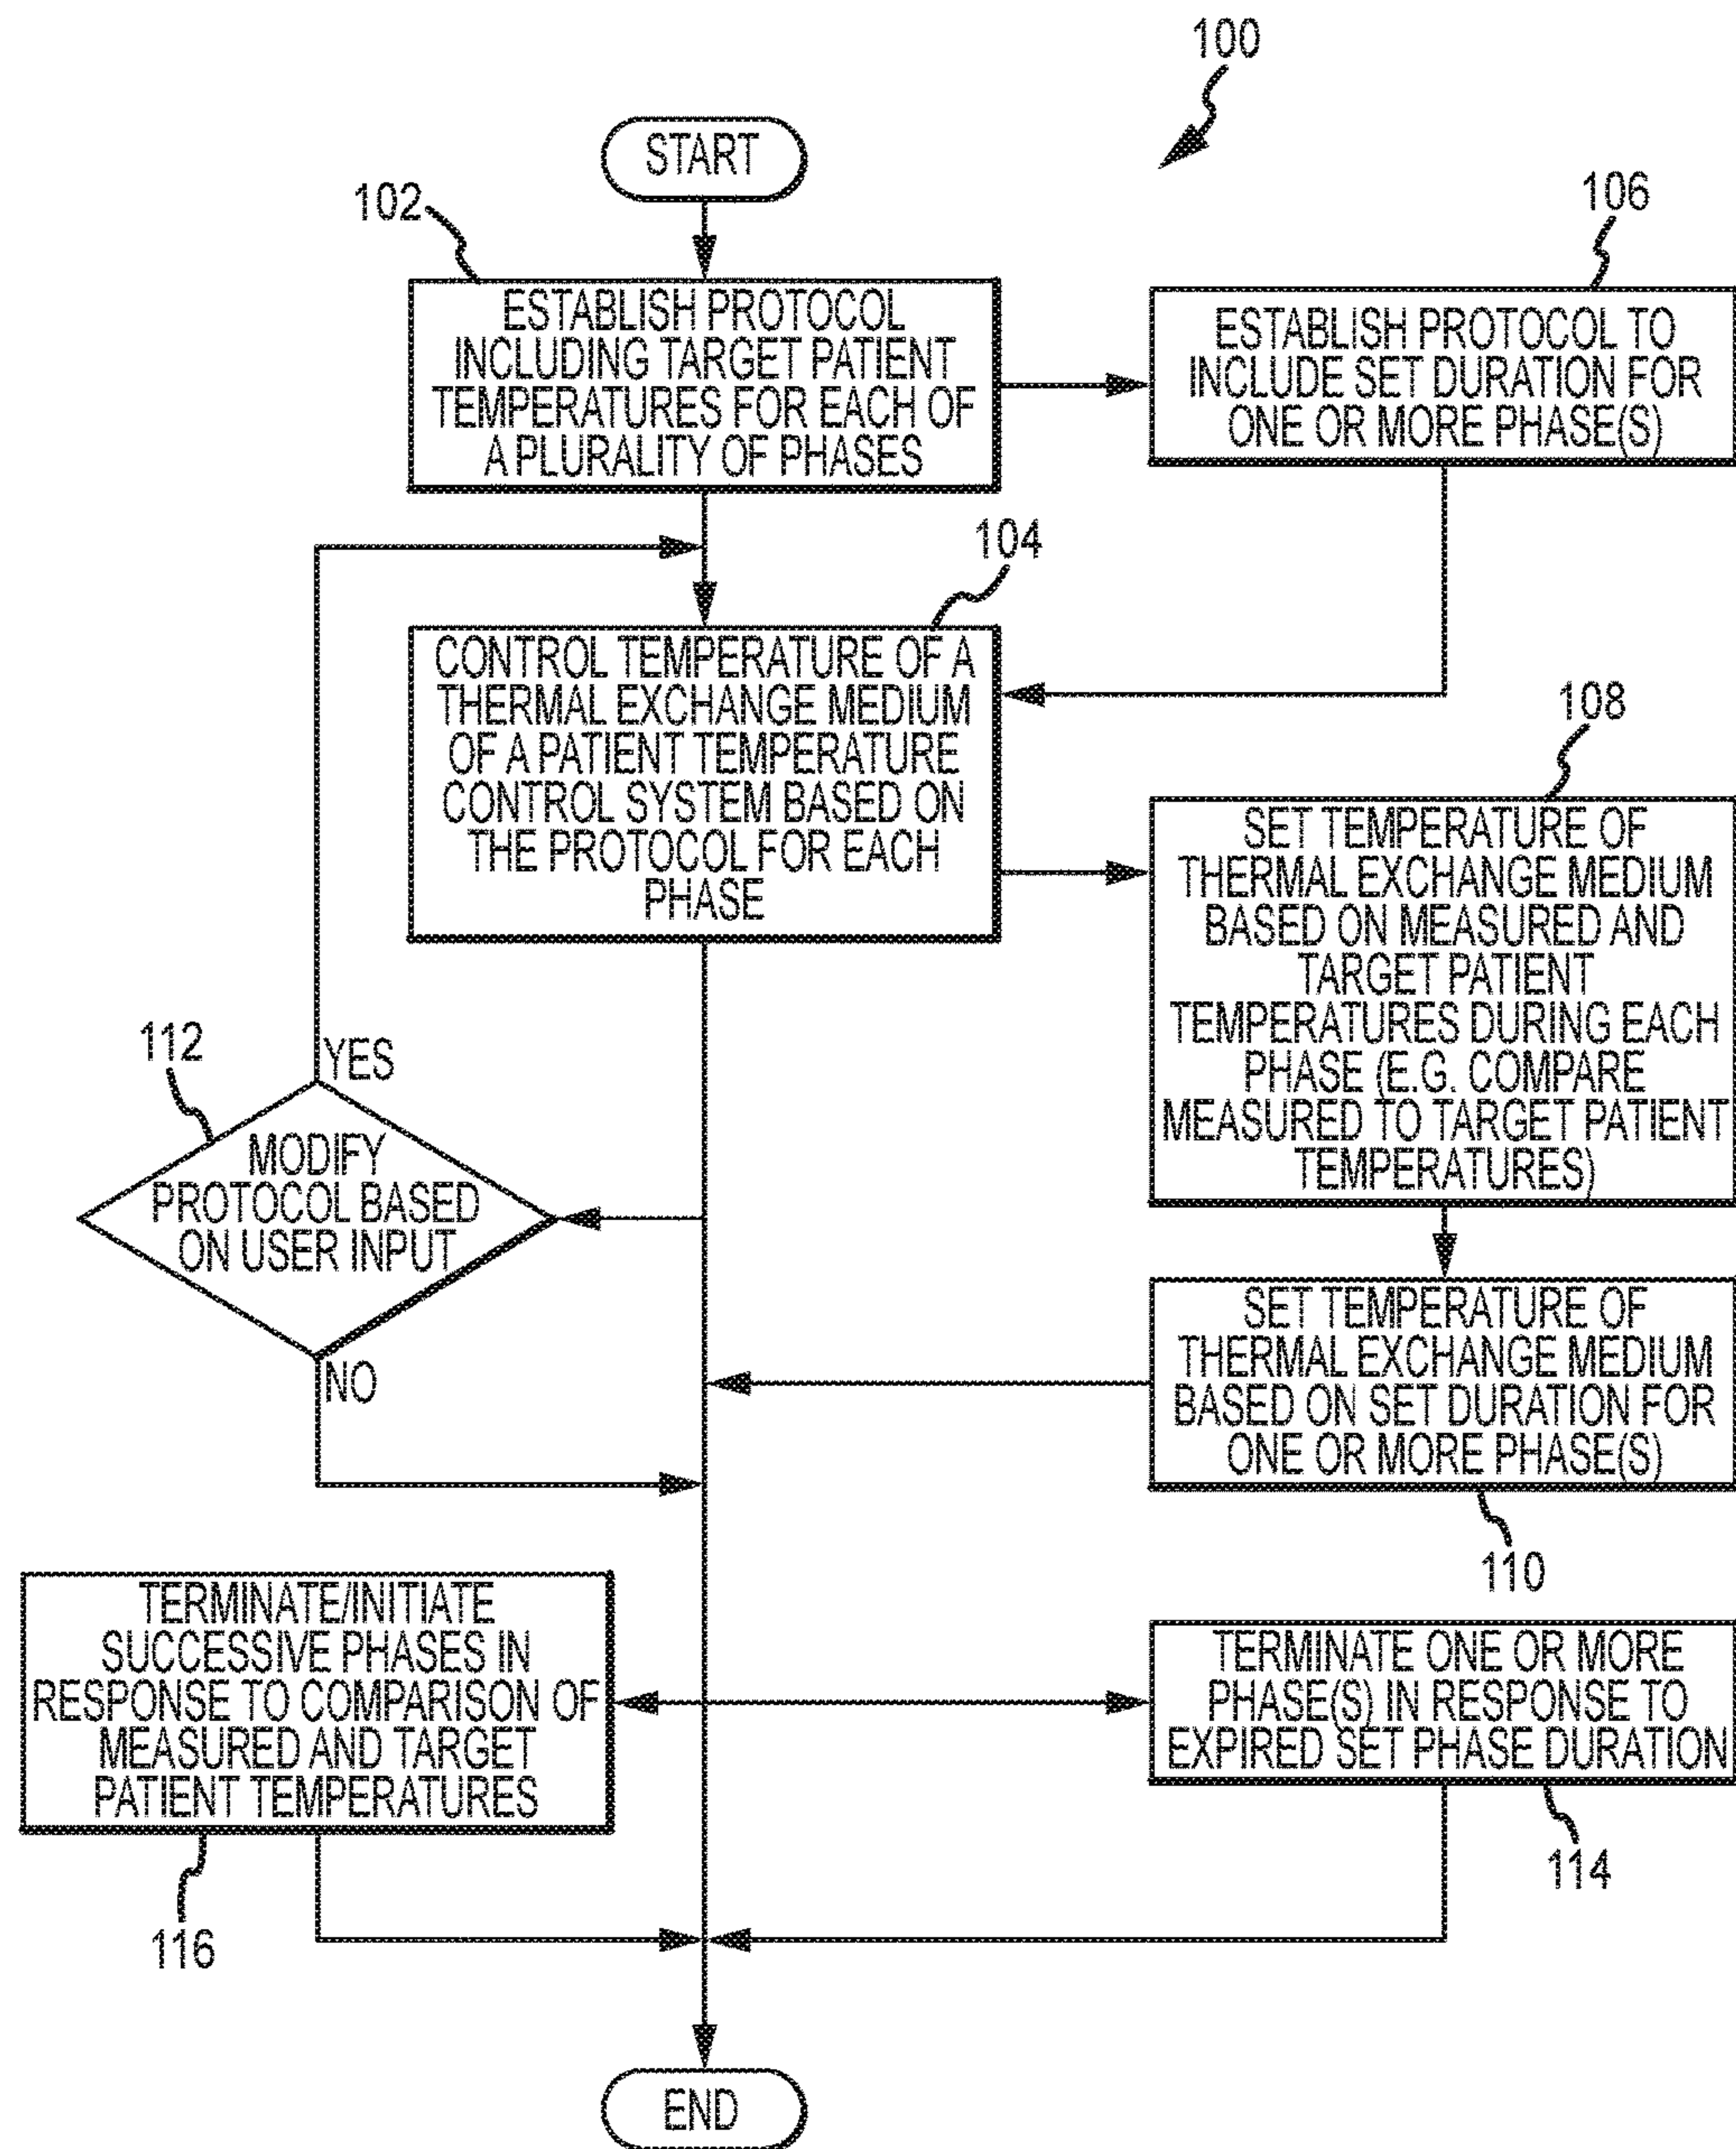 100
START
102
ESTABLISH PROTOCOL
INCLUDING TARGET PATIENT
TEMPERATURES FOR EACH OF
A PLURALITY OF PHASES
106
ESTABLISH PROTOCOL TO
INCLUDE SET DURATION FOR
ONE OR MORE PHASE(S)
104
CONTROL TEMPERATURE OF A
THERMAL EXCHANGE MEDIUM
OF A PATIENT TEMPERATURE
CONTROL SYSTEM BASED ON
THE PROTOCOL FOR EACH
PHASE
108
SET TEMPERATURE OF
THERMAL EXCHANGE MEDIUM
BASED ON MEASURED AND
TARGET PATIENT
TEMPERATURES DURING EACH
PHASE (E.G. COMPARE
MEASURED TO TARGET PATIENT
TEMPERATURES)
112
YES
MODIFY
PROTOCOL BASED
ON USER INPUT
NO
SET TEMPERATURE OF
THERMAL EXCHANGE MEDIUM
BASED ON SET DURATION FOR
ONE OR MORE PHASE(S)
110
TERMINATE/INITIATE
SUCCESSIVE PHASES IN
RESPONSE TO COMPARISON OF
MEASURED AND TARGET
PATIENT TEMPERATURES
116
TERMINATE ONE OR MORE
PHASE(S) IN RESPONSE TO
EXPIRED SET PHASE DURATION
114
END